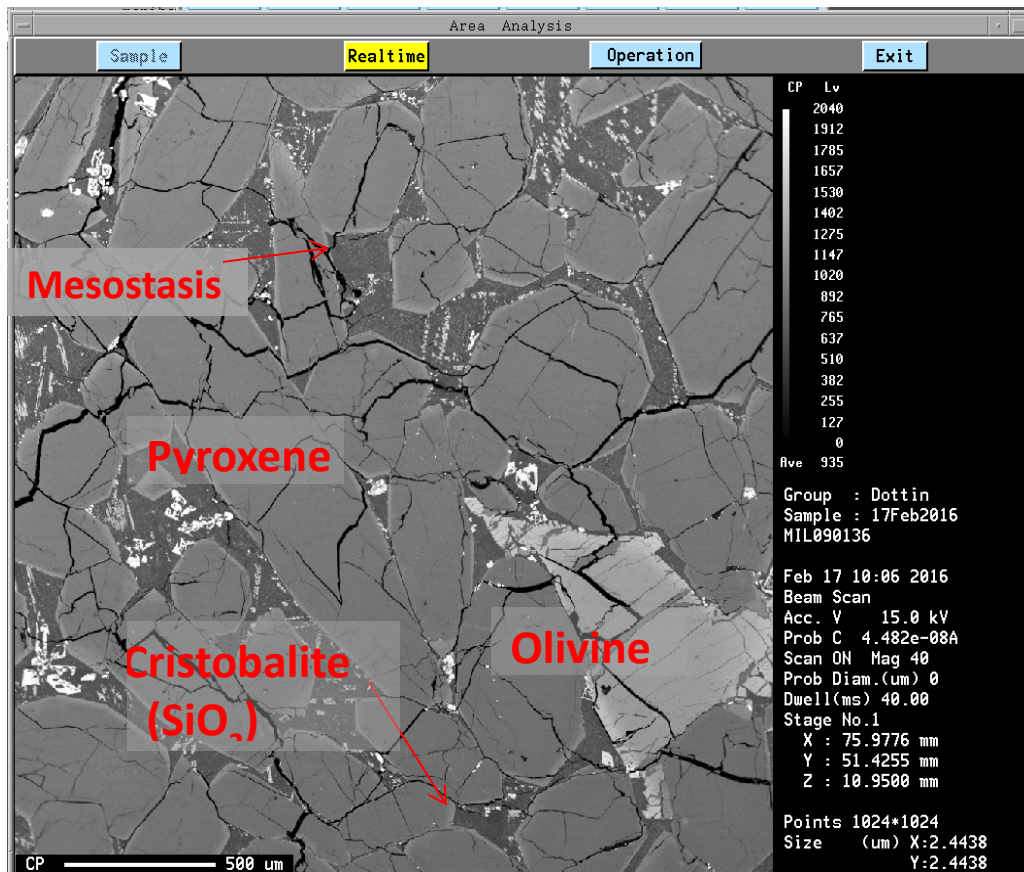 Area Analysis
Sample Realtime Operation Exit
CP Lv
2040
1912
1785
1657
1530
1402
1275
1147
1020
892
765
637
510
382
255
127
0
Ave 935
Mesostasis
Pyroxene
Cristobalite
(SiO₂)
Olivine
Group : Dottin
Sample : 17Feb2016
MIL090136
Feb 17 10:06 2016
Beam Scan
Acc. V 15.0 kV
Prob C 4.482e-08A
Scan ON Mag 40
Prob Diam.(um) 0
Dwell(ms) 40.00
Stage No.1
X : 75.9776 mm
Y : 51.4255 mm
Z : 10.9500 mm
Points 1024*1024
Size (um) X:2.4438
Y:2.4438
CP 500 um